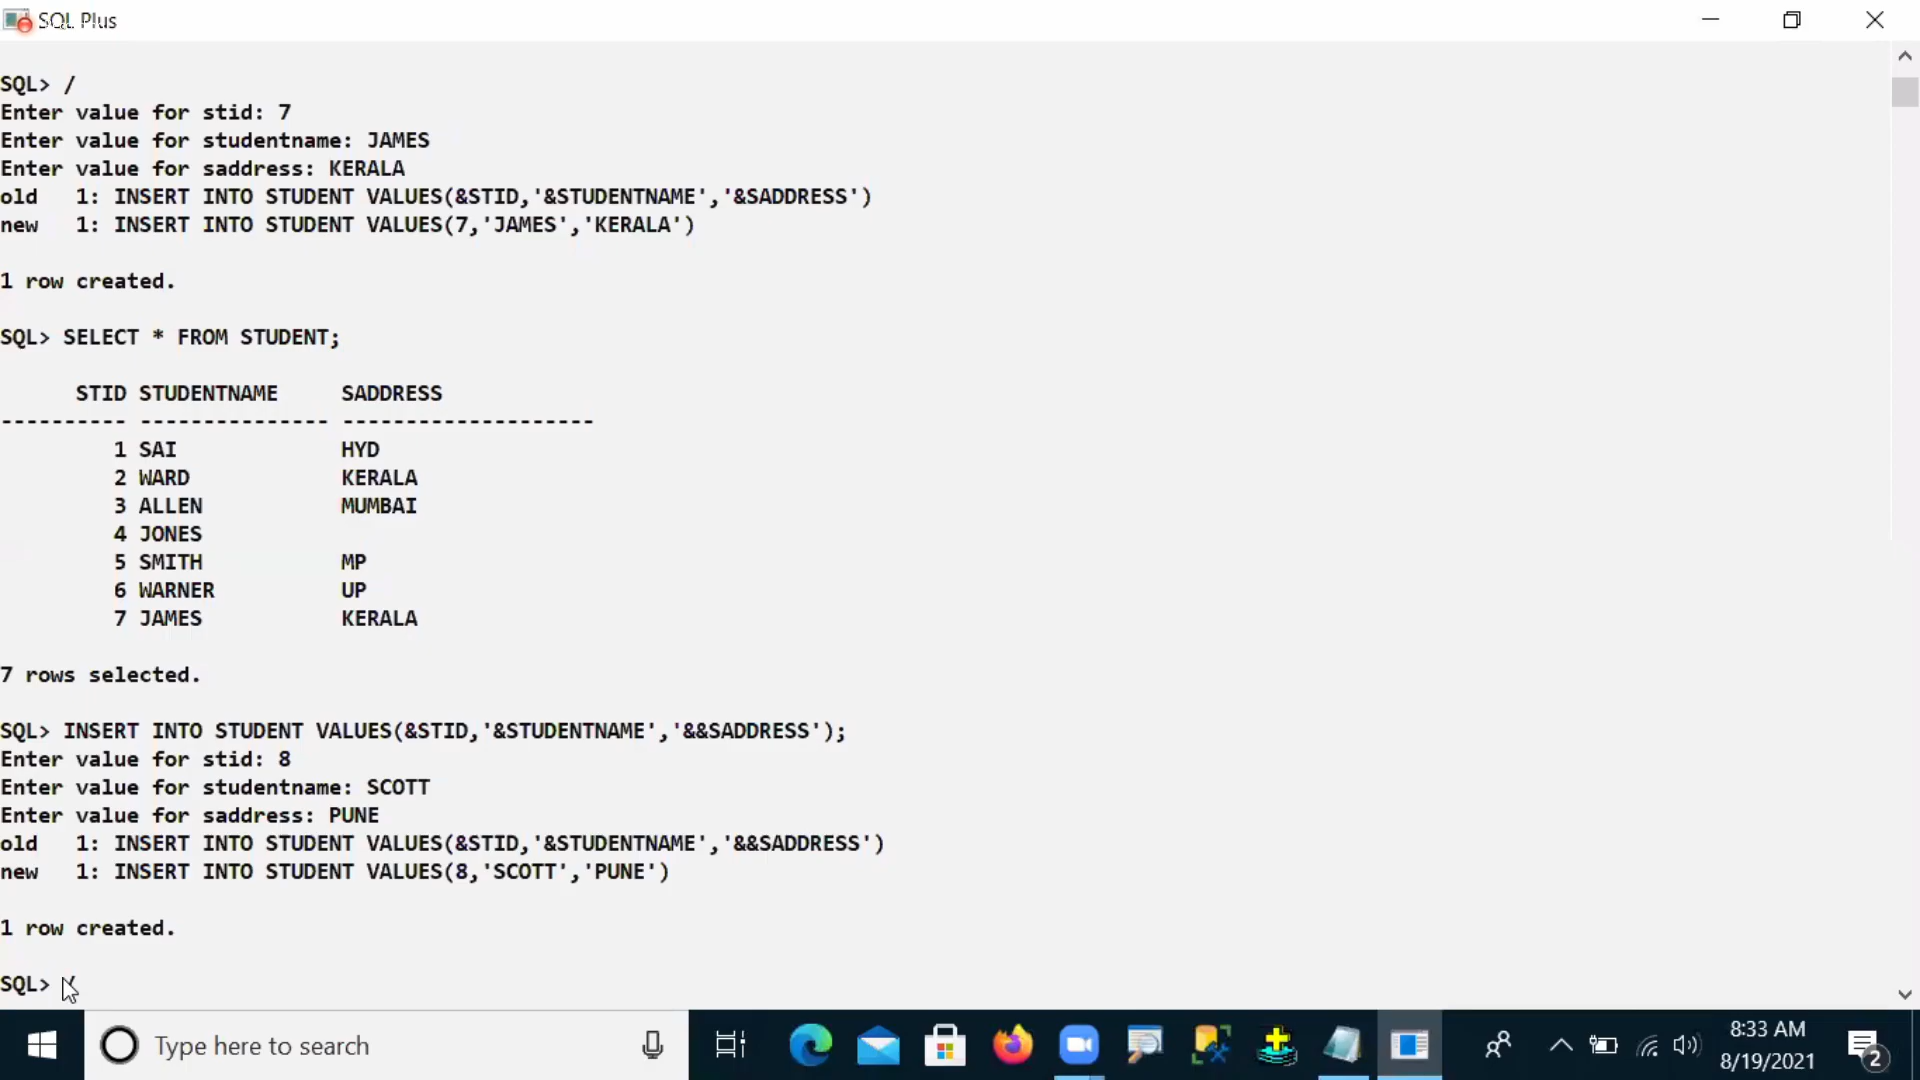 SQL Plus
SQL> /
Enter value for stid: 7
Enter value for studentname: JAMES
Enter value for saddress: KERALA
old   1: INSERT INTO STUDENT VALUES(&STID,'&STUDENTNAME','&SADDRESS')
new   1: INSERT INTO STUDENT VALUES(7,'JAMES','KERALA')
1 row created.
SQL> SELECT * FROM STUDENT;
      STID STUDENTNAME     SADDRESS
---------- --------------- --------------------
         1 SAI             HYD
         2 WARD            KERALA
         3 ALLEN           MUMBAI
         4 JONES
         5 SMITH           MP
         6 WARNER          UP
         7 JAMES           KERALA
7 rows selected.
SQL> INSERT INTO STUDENT VALUES(&STID,'&STUDENTNAME','&&SADDRESS');
Enter value for stid: 8
Enter value for studentname: SCOTT
Enter value for saddress: PUNE
old   1: INSERT INTO STUDENT VALUES(&STID,'&STUDENTNAME','&&SADDRESS')
new   1: INSERT INTO STUDENT VALUES(8,'SCOTT','PUNE')
1 row created.
SQL> /
Type here to search
8:33 AM
8/19/2021
2